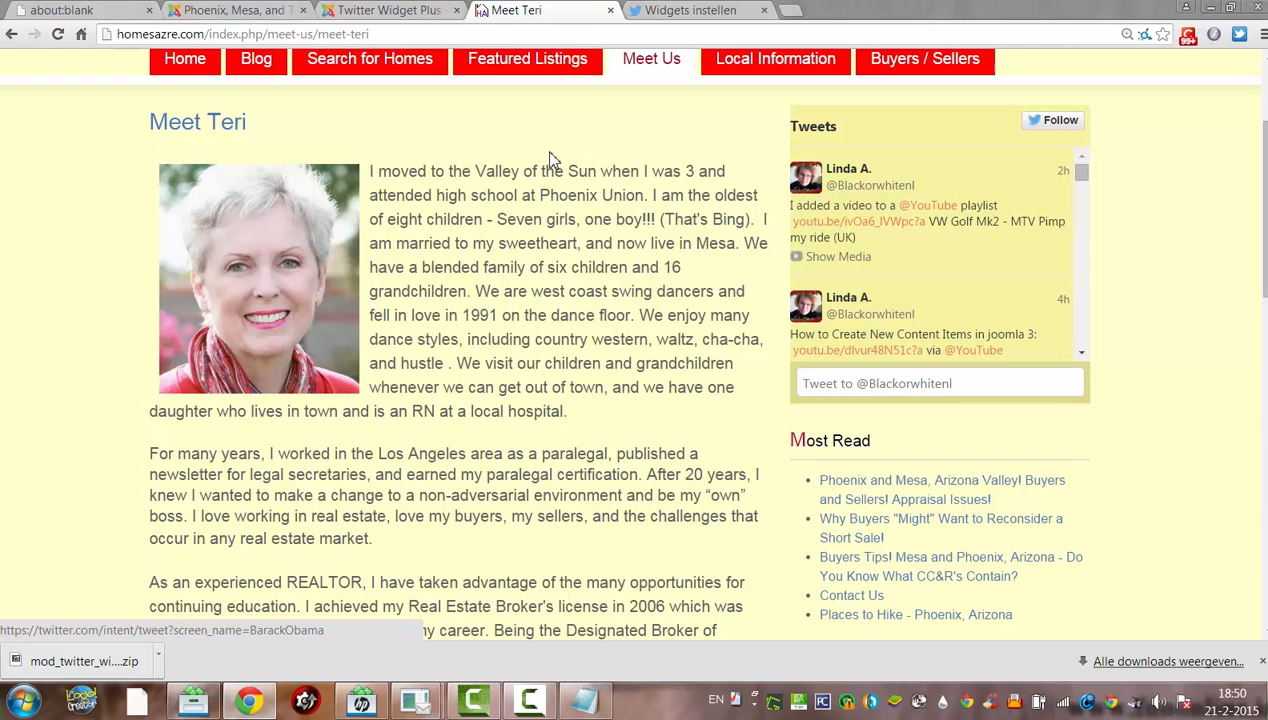 about:blank
Phoenix, Mesa, and T
Twitter Widget Plus -
Meet Teri
Widgets instellen
homesazre.com/index.php/meet-us/meet-teri
99+
Home
Blog
Search for Homes
Featured Listings
Meet Us
Local Information
Buyers / Sellers
Meet Teri
I moved to the Valley of the Sun when I was 3 and
attended high school at Phoenix Union. I am the oldest
of eight children - Seven girls, one boy!!! (That's Bing). I
am married to my sweetheart, and now live in Mesa. We
have a blended family of six children and 16
grandchildren. We are west coast swing dancers and
fell in love in 1991 on the dance floor. We enjoy many
dance styles, including country western, waltz, cha-cha,
and hustle . We visit our children and grandchildren
whenever we can get out of town, and we have one
daughter who lives in town and is an RN at a local hospital.
For many years, I worked in the Los Angeles area as a paralegal, published a
newsletter for legal secretaries, and earned my paralegal certification. After 20 years, I
knew I wanted to make a change to a non-adversarial environment and be my “own”
boss. I love working in real estate, love my buyers, my sellers, and the challenges that
occur in any real estate market.
As an experienced REALTOR, I have taken advantage of the many opportunities for
continuing education. I achieved my Real Estate Broker's license in 2006 which was
ny career. Being the Designated Broker of
Tweets
Follow
Linda A.
2h
@Blackorwhitenl
I added a video to a @YouTube playlist
youtu.be/ivOa6_lVWpc?a VW Golf Mk2 - MTV Pimp
my ride (UK)
Show Media
Linda A.
4h
@Blackorwhitenl
How to Create New Content Items in joomla 3:
youtu.be/dlvur48N51c?a via @YouTube
Tweet to @Blackorwhitenl
Most Read
Phoenix and Mesa, Arizona Valley! Buyers
and Sellers! Appraisal Issues!
Why Buyers "Might" Want to Reconsider a
Short Sale!
Buyers Tips! Mesa and Phoenix, Arizona - Do
You Know What CC&R's Contain?
Contact Us
Places to Hike - Phoenix, Arizona
https://twitter.com/intent/tweet?screen_name=BarackObama
mod_twitter_wi....zip
Alle downloads weergeven...
EN
18:50
21-2-2015